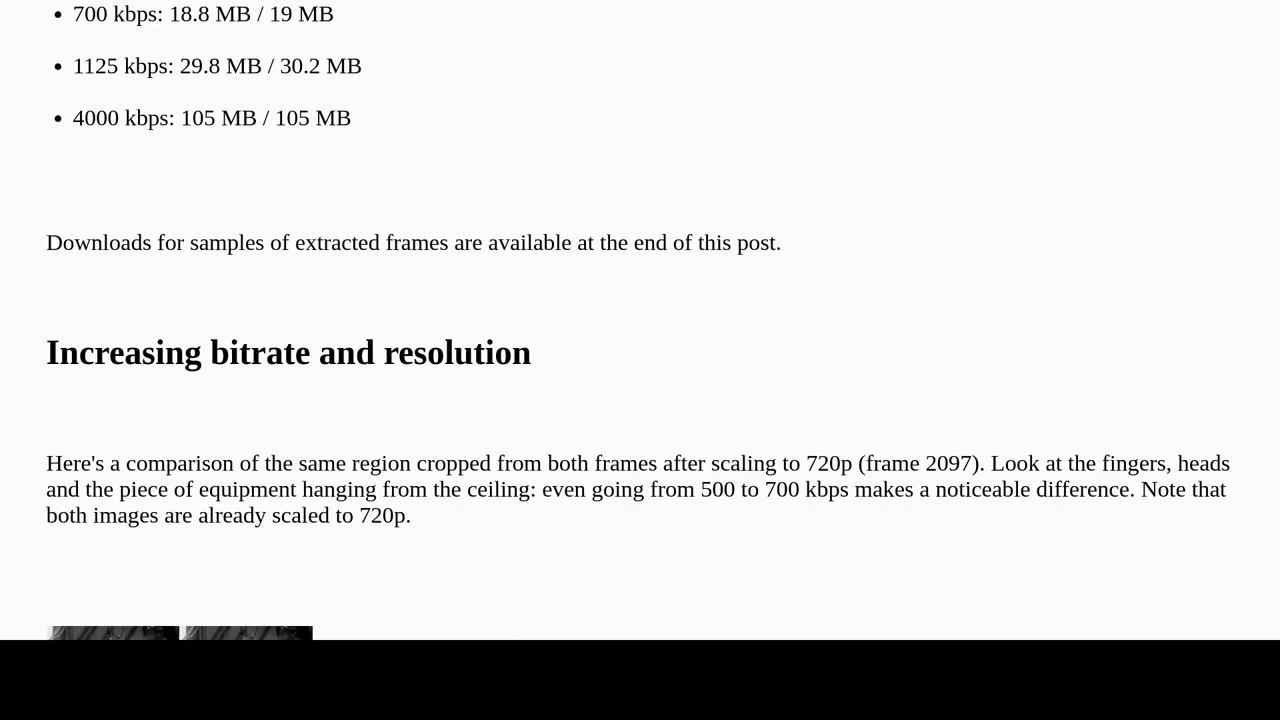 700 kbps: 18.8 MB / 19 MB
1125 kbps: 29.8 MB / 30.2 MB
4000 kbps: 105 MB / 105 MB
Downloads for samples of extracted frames are available at the end of this post.
Increasing bitrate and resolution
Here's a comparison of the same region cropped from both frames after scaling to 720p (frame 2097). Look at the fingers, heads
and the piece of equipment hanging from the ceiling: even going from 500 to 700 kbps makes a noticeable difference. Note that
both images are already scaled to 720p.